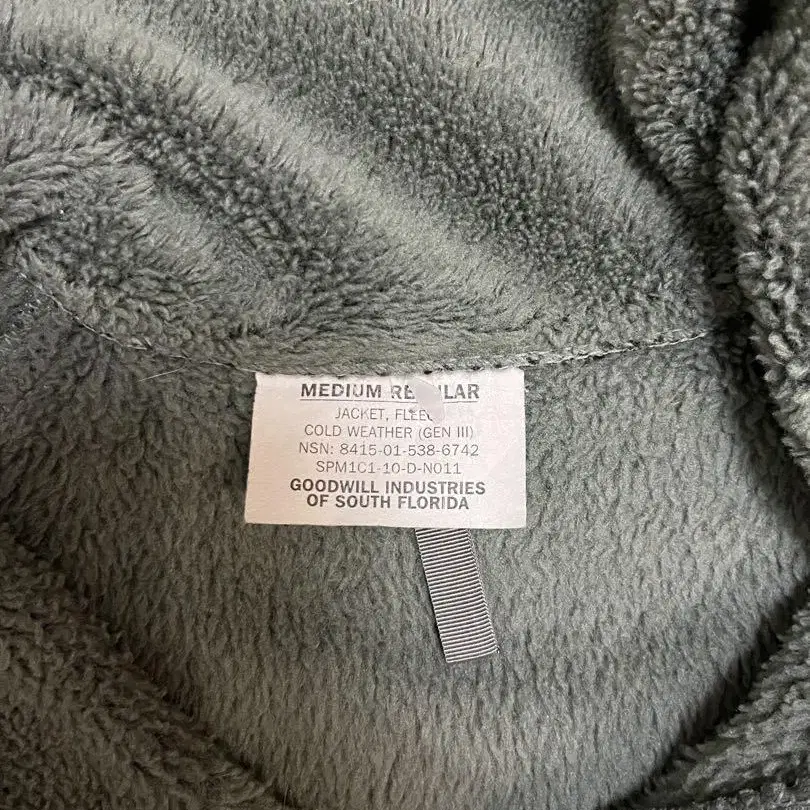 MEDIUM REGULAR
JACKET, FLEECE
COLD WEATHER (GEN III)
NSN: 8415-01-538-6742
SPM1C1-10-D-N011
GOODWILL INDUSTRIES
OF SOUTH FLORIDA